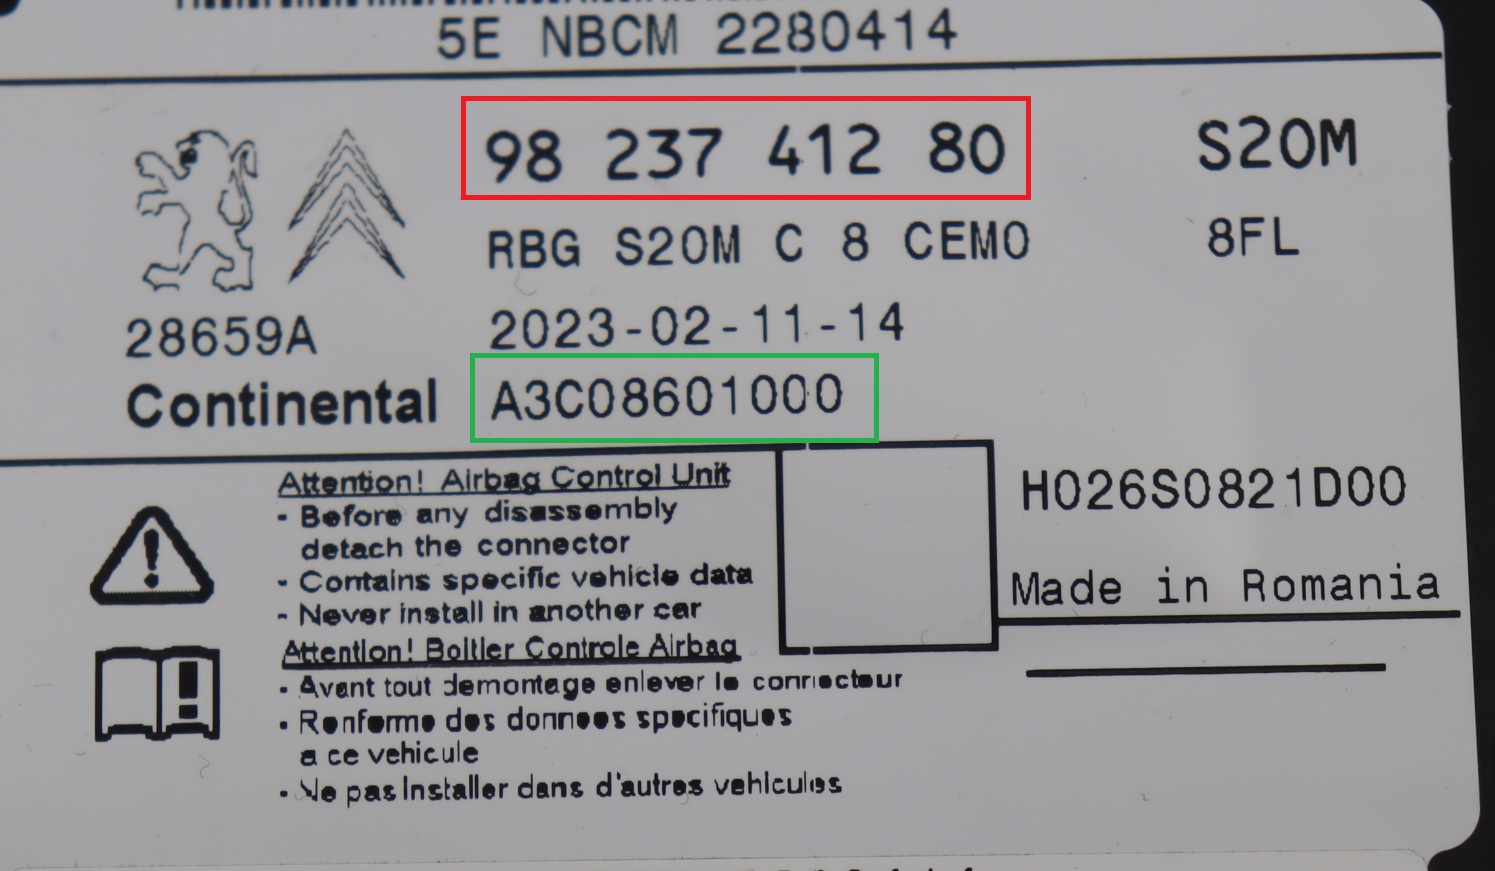 5E NBCM 2280414
98 237 412 80
S20M
RBG S20M C 8 CEMO
8FL
28659A
2023-02-11-14
Continental
A3C08601000
Attention! Airbag Control Unit
- Before any disassembly
detach the connector
- Contains specific vehicle data
- Never install in another car
H026S0821D00
Made in Romania
Attention! Boitier Controle Airbag
- Avant tout demontage enlever le connecteur
- Renferme des donnees specifiques
a ce vehicule
- Ne pas installer dans d'autres vehicules